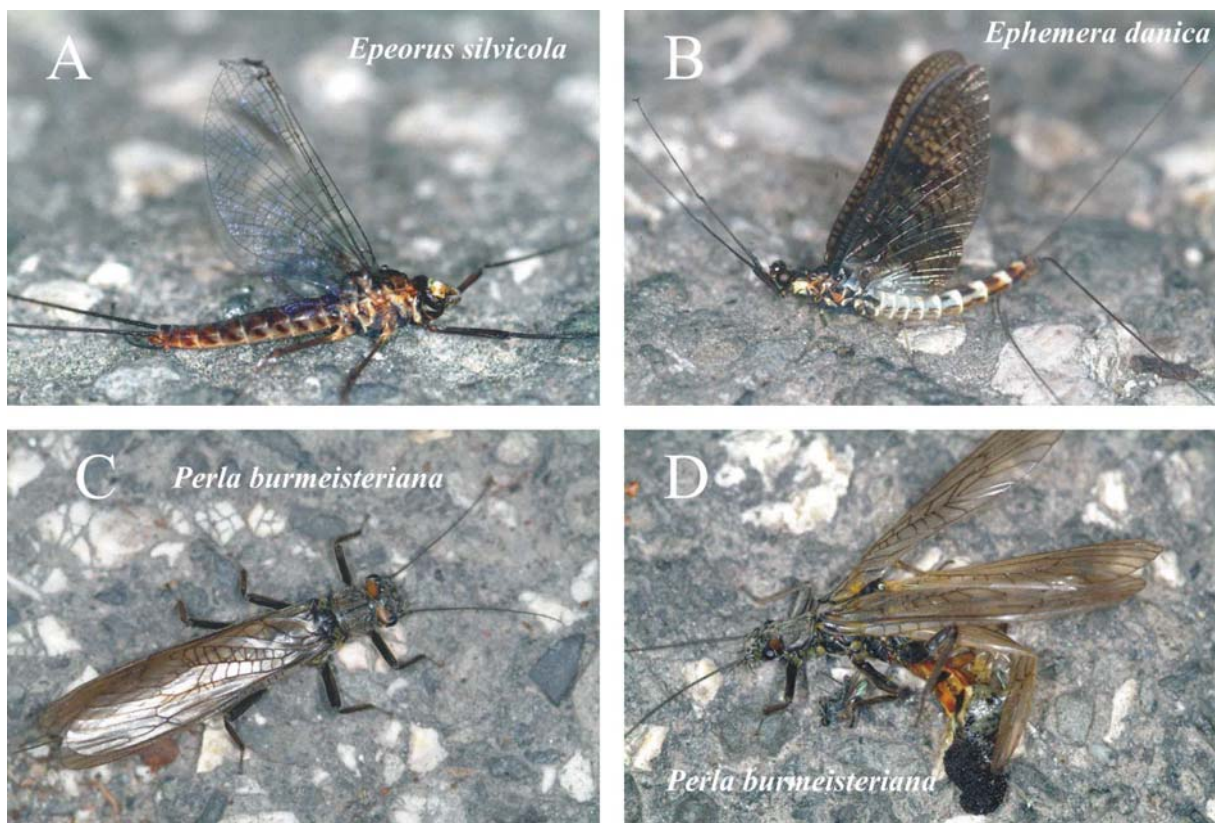 A
Epeorus silvicola
B
Ephemera danica
C
Perla burmeisteriana
D
Perla burmeisteriana